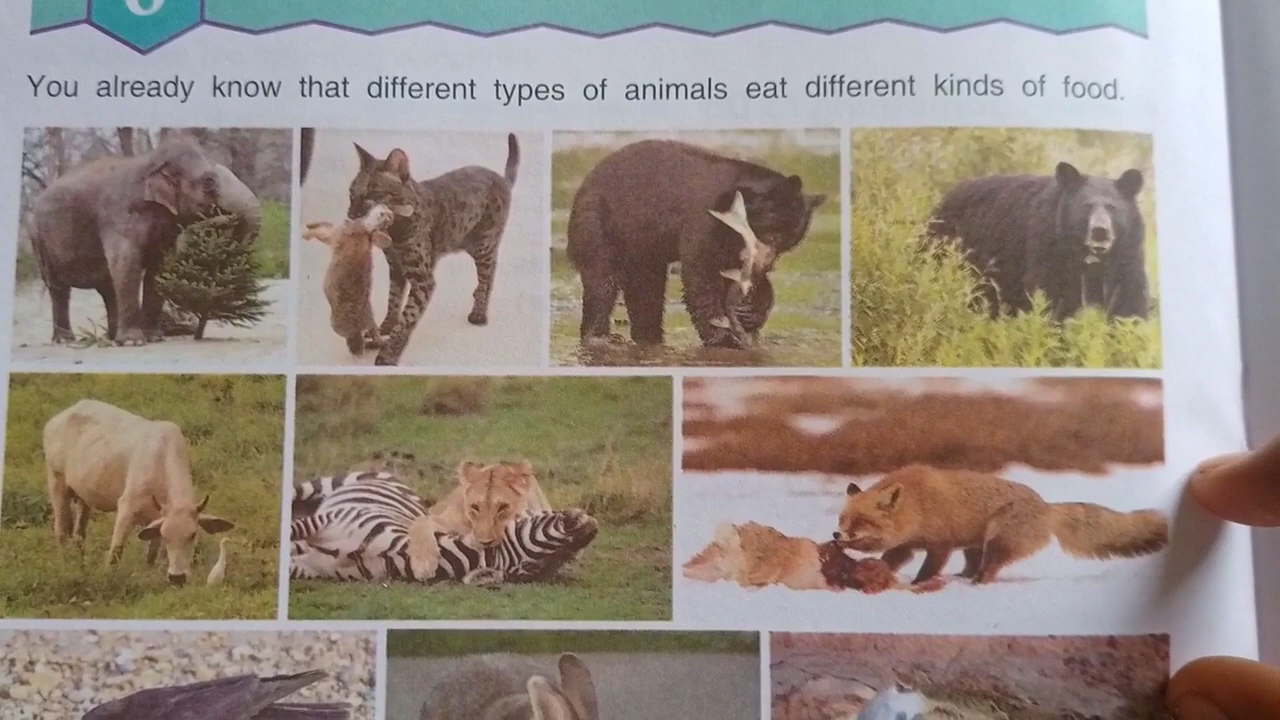 You already know that different types of animals eat different kinds of food.